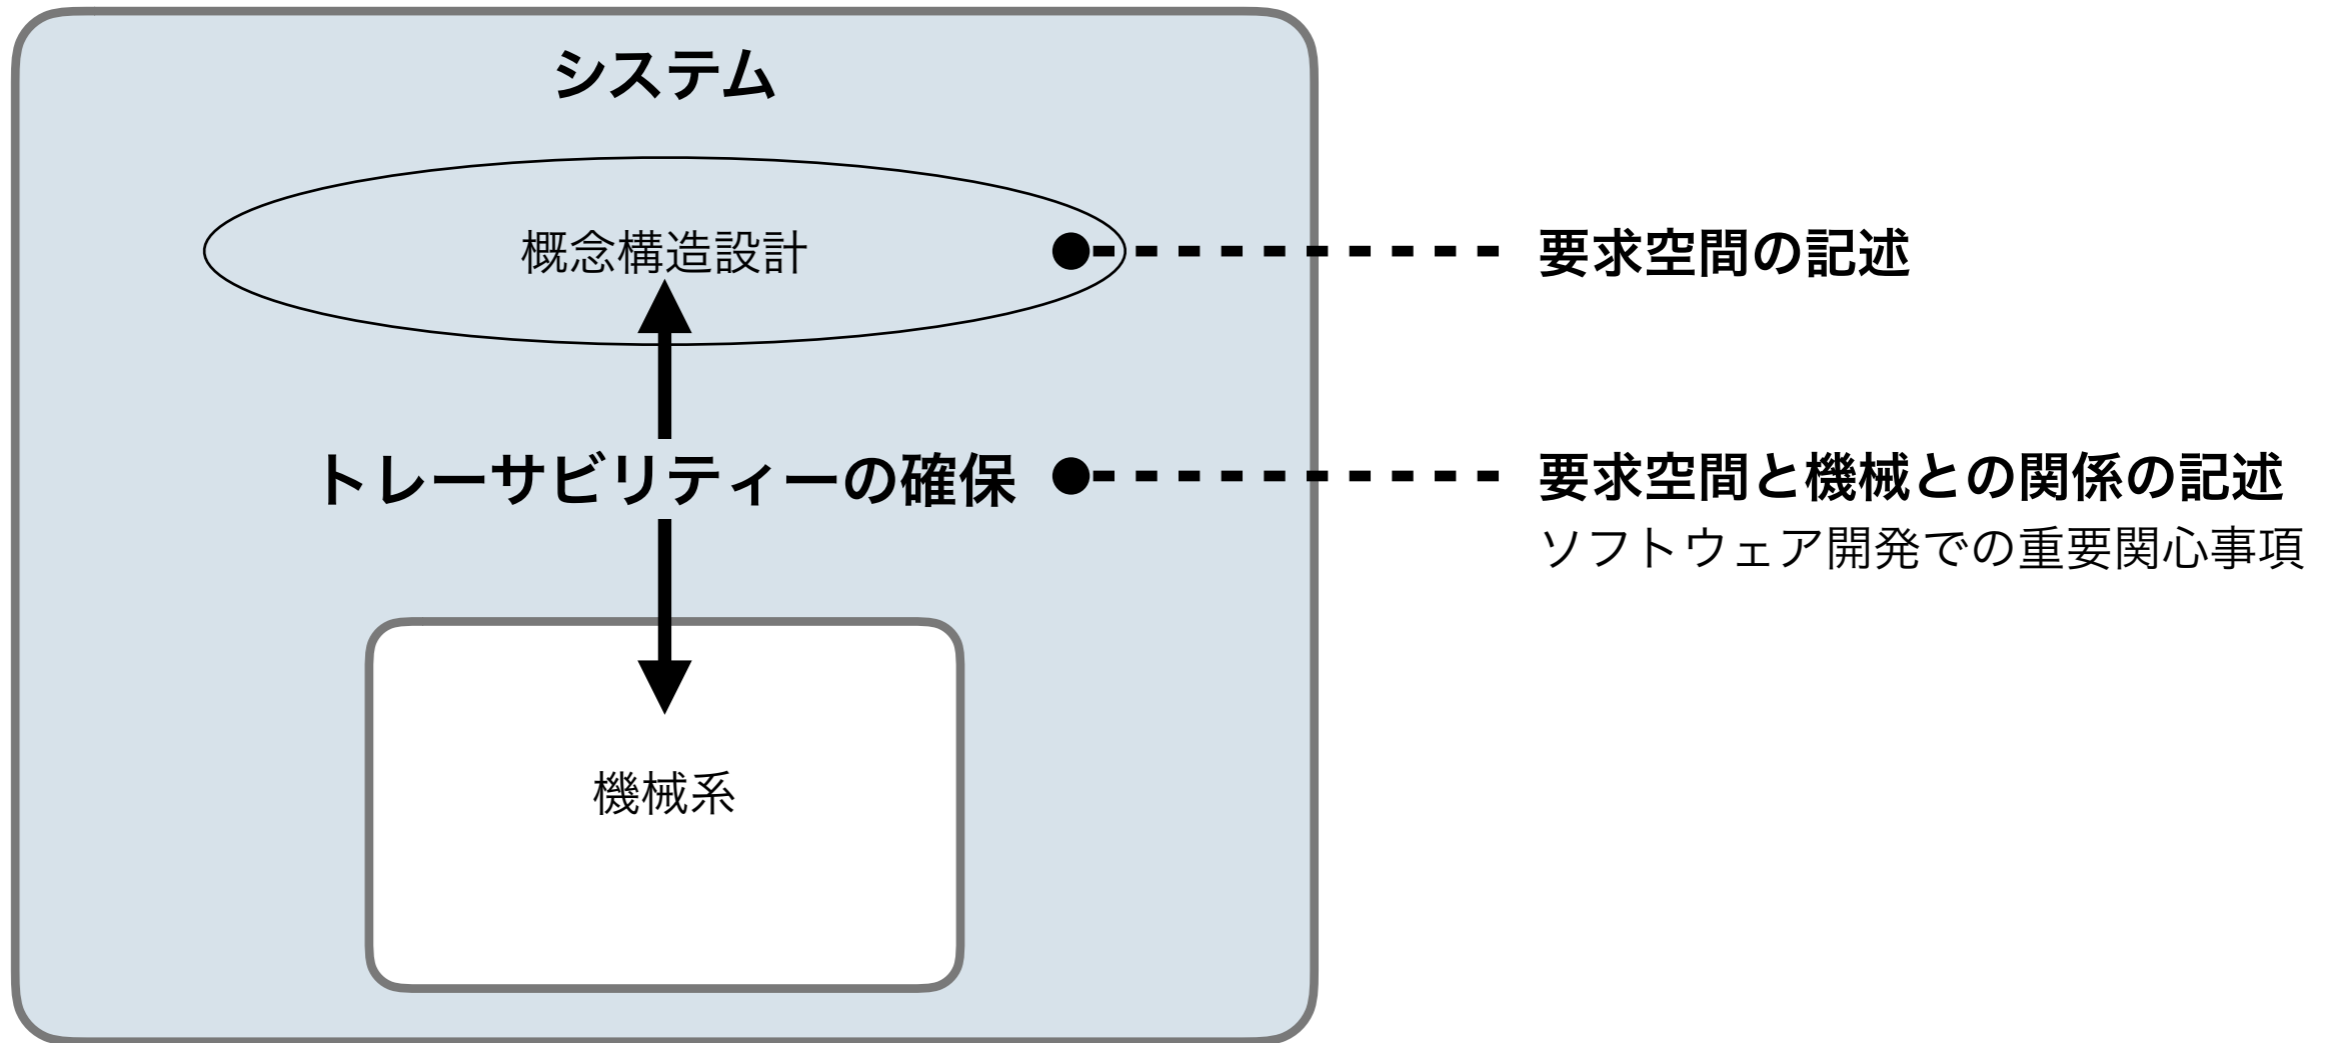 システム
概念構造設計
要求空間の記述
トレーサビリティーの確保
要求空間と機械との関係の記述
ソフトウェア開発での重要関心事項
機械系